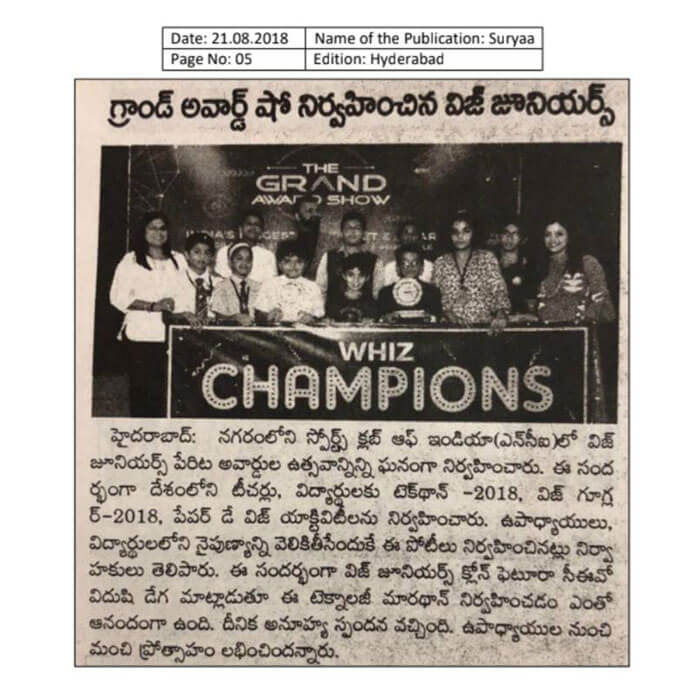 Date: 21.08.2018 Name of the Publication: Suryaa
Page No: 05 Edition: Hyderabad
గ్రాండ్ అవార్డ్ షో నిర్వహించిన విజ్ జూనియర్స్
THE
GRAND
AWARD SHOW
WHIZ
CHAMPIONS
హైదరాబాద్: నగరంలోని స్పోర్ట్స్ క్లబ్ ఆఫ్ ఇండియా(ఎన్‌సీఐ)లో విజ్
జూనియర్స్ పేరిట అవార్డుల ఉత్సవాన్నిన్ని ఘనంగా నిర్వహించారు. ఈ సంద
ర్భంగా దేశంలోని టీచర్లు, విద్యార్థులకు టెక్‌థాన్ -2018, విజ్ గూగ్ల
ర్-2018, పేపర్ డే విజ్ యాక్టివిటీలను నిర్వహించారు. ఉపాధ్యాయులు,
విద్యార్థులలోని నైపుణ్యాన్ని వెలికితీసేందుకే ఈ పోటీలు నిర్వహించినట్లు నిర్వా
హకులు తెలిపారు. ఈ సందర్భంగా విజ్ జూనియర్స్ క్లోన్ ఫెటూరా సీఈవో
విదుషి డేగ మాట్లాడుతూ ఈ టెక్నాలజీ మారథాన్ నిర్వహించడం ఎంతో
ఆనందంగా ఉంది. దీనిక అనూహ్య స్పందన వచ్చింది. ఉపాధ్యాయుల నుంచి
మంచి ప్రోత్సాహం లభించిందన్నారు.